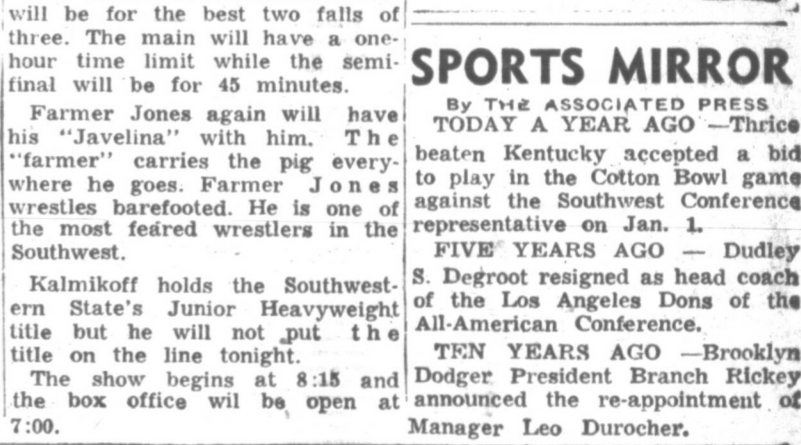 will be for the best two falls of
three. The main will have a one-
hour time limit while the semi-
final will be for 45 minutes.
Farmer Jones again will have
his "Javelina" with him. The
"farmer" carries the pig every-
where he goes. Farmer Jones
wrestles barefooted. He is one of
the most feared wrestlers in the
Southwest.
Kalmikoff holds the Southwest-
ern State's Junior Heavyweight
title but he will not put the
title on the line tonight.
The show begins at 8:15 and
the box office wil be open at
7:00.
SPORTS MIRROR
By THE ASSOCIATED PRESS
TODAY A YEAR AGO —Thrice
beaten Kentucky accepted a bid
to play in the Cotton Bowl game
against the Southwest Conference
representative on Jan. 1.
FIVE YEARS AGO — Dudley
S. Degroot resigned as head coach
of the Los Angeles Dons of the
All-American Conference.
TEN YEARS AGO —Brooklyn
Dodger President Branch Rickey
announced the re-appointment of
Manager Leo Durocher.